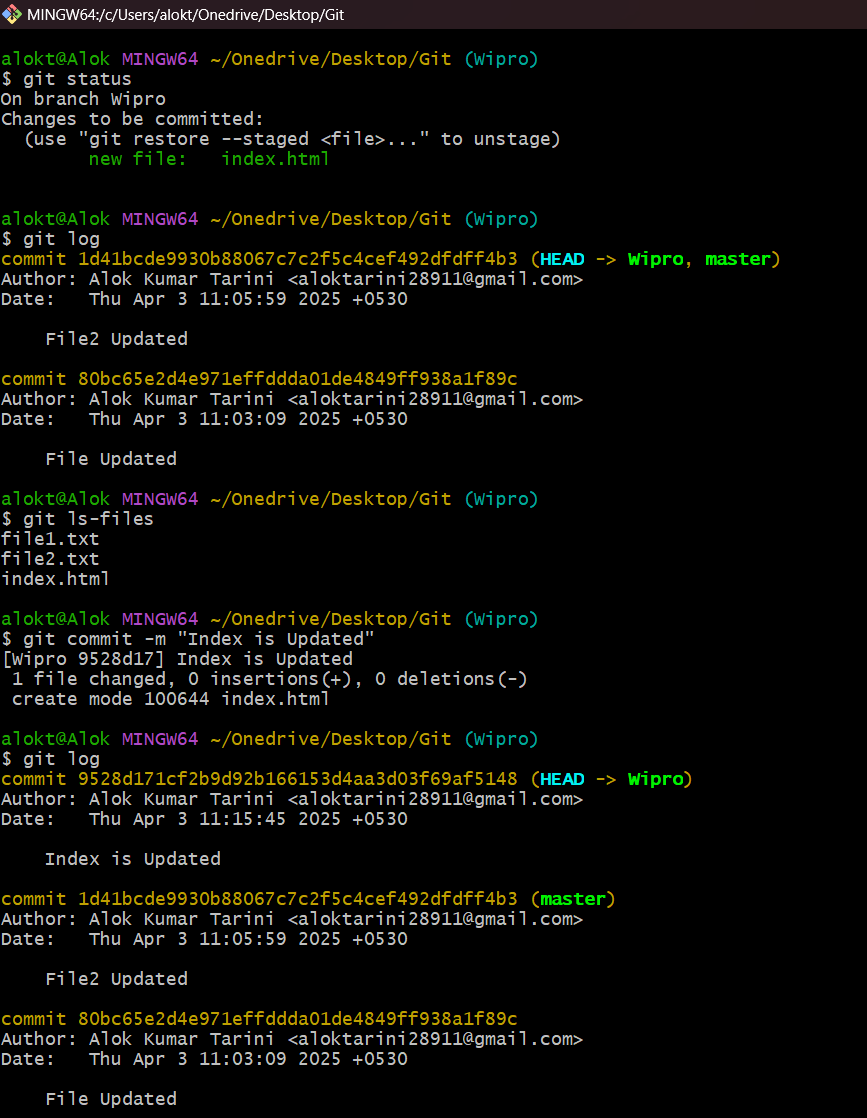 MINGW64:/c/Users/alokt/Onedrive/Desktop/Git
alokt@Alok MINGW64 ~/Onedrive/Desktop/Git (Wipro)
$ git status
On branch Wipro
Changes to be committed:
  (use "git restore --staged <file>..." to unstage)
        new file:   index.html
alokt@Alok MINGW64 ~/Onedrive/Desktop/Git (Wipro)
$ git log
commit 1d41bcde9930b88067c7c2f5c4cef492dfdff4b3 (HEAD -> Wipro, master)
Author: Alok Kumar Tarini <aloktarini28911@gmail.com>
Date:   Thu Apr 3 11:05:59 2025 +0530
    File2 Updated
commit 80bc65e2d4e971effddda01de4849ff938a1f89c
Author: Alok Kumar Tarini <aloktarini28911@gmail.com>
Date:   Thu Apr 3 11:03:09 2025 +0530
    File Updated
alokt@Alok MINGW64 ~/Onedrive/Desktop/Git (Wipro)
$ git ls-files
file1.txt
file2.txt
index.html
alokt@Alok MINGW64 ~/Onedrive/Desktop/Git (Wipro)
$ git commit -m "Index is Updated"
[Wipro 9528d17] Index is Updated
 1 file changed, 0 insertions(+), 0 deletions(-)
 create mode 100644 index.html
alokt@Alok MINGW64 ~/Onedrive/Desktop/Git (Wipro)
$ git log
commit 9528d171cf2b9d92b166153d4aa3d03f69af5148 (HEAD -> Wipro)
Author: Alok Kumar Tarini <aloktarini28911@gmail.com>
Date:   Thu Apr 3 11:15:45 2025 +0530
    Index is Updated
commit 1d41bcde9930b88067c7c2f5c4cef492dfdff4b3 (master)
Author: Alok Kumar Tarini <aloktarini28911@gmail.com>
Date:   Thu Apr 3 11:05:59 2025 +0530
    File2 Updated
commit 80bc65e2d4e971effddda01de4849ff938a1f89c
Author: Alok Kumar Tarini <aloktarini28911@gmail.com>
Date:   Thu Apr 3 11:03:09 2025 +0530
    File Updated